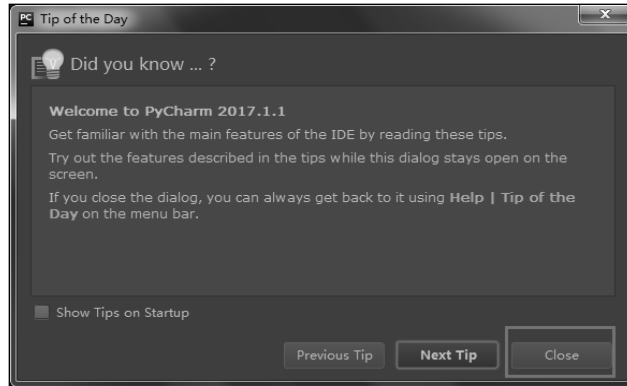 PC Tip of the Day
Did you know ... ?
Welcome to PyCharm 2017.1.1
Get familiar with the main features of the IDE by reading these tips.
Try out the features described in the tips while this dialog stays open on the
screen.
If you close the dialog, you can always get back to it using Help | Tip of the
Day on the menu bar.
Show Tips on Startup
Previous Tip Next Tip Close